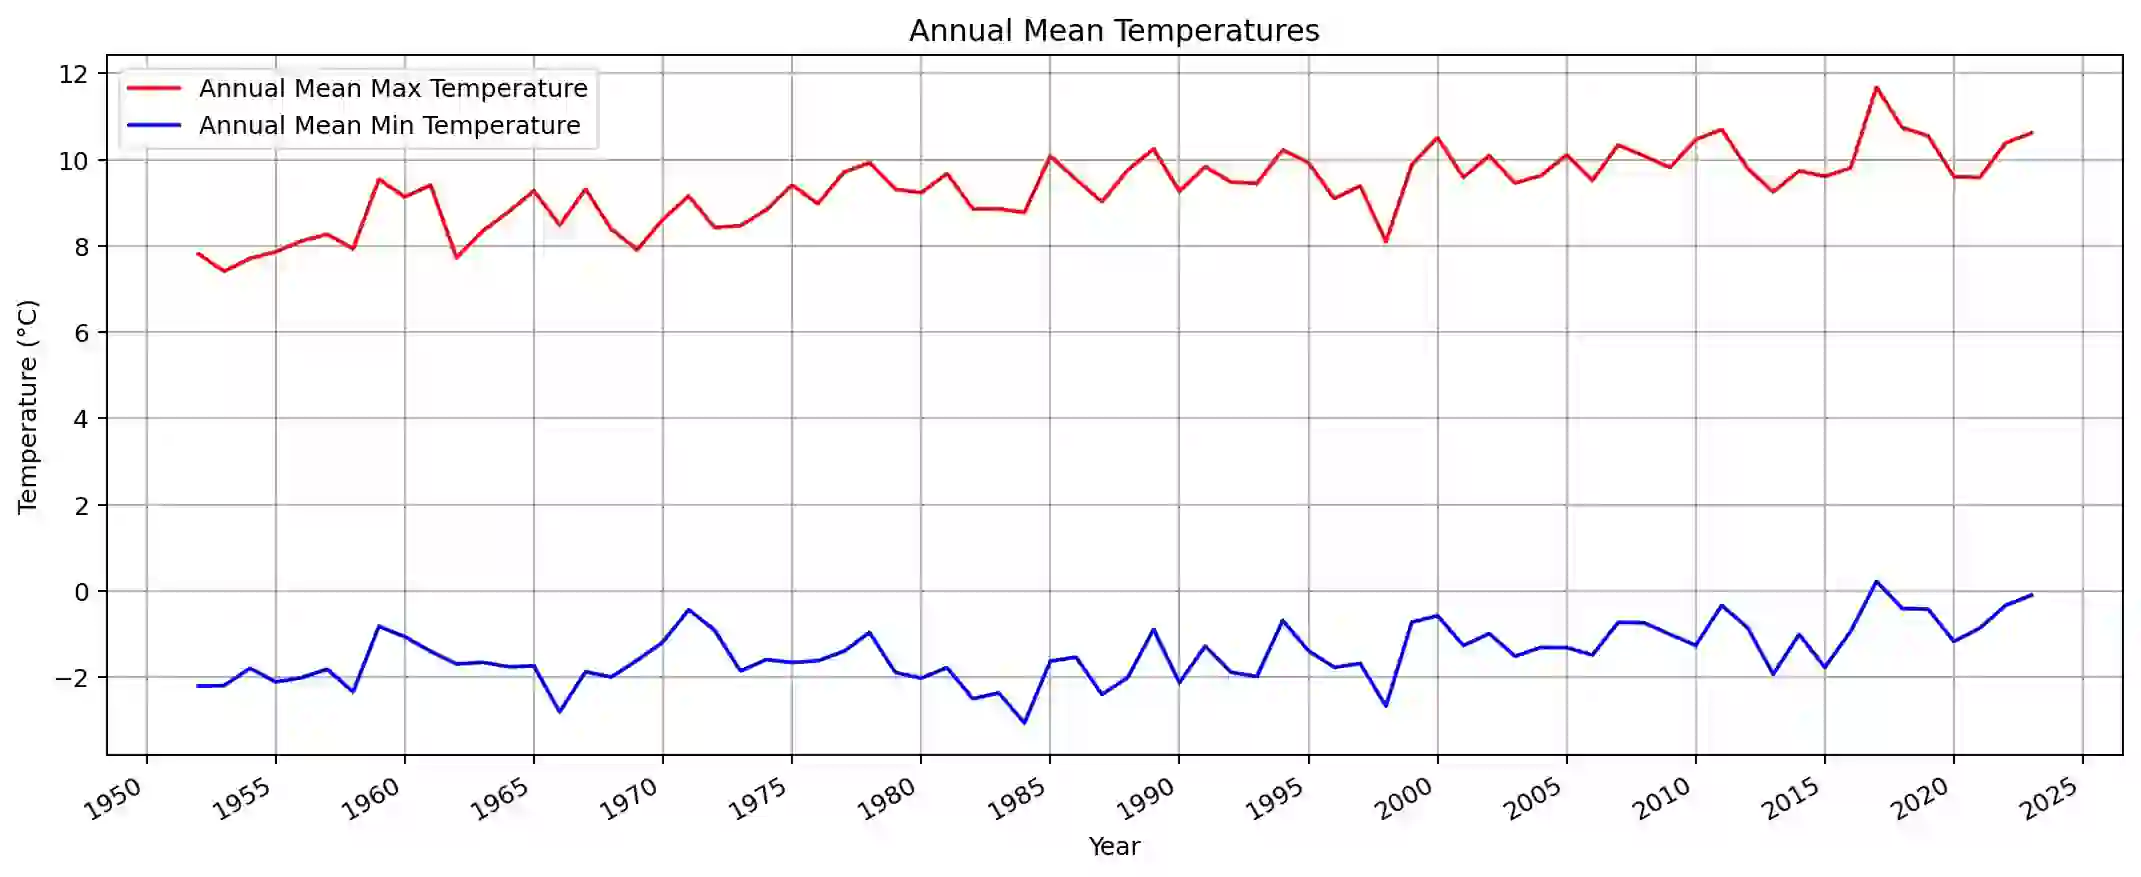 Annual Mean Temperatures
Annual Mean Max Temperature
Annual Mean Min Temperature
12
10
8
6
4
2
0
−2
Temperature (°C)
1950 1955 1960 1965 1970 1975 1980 1985 1990 1995 2000 2005 2010 2015 2020 2025
Year